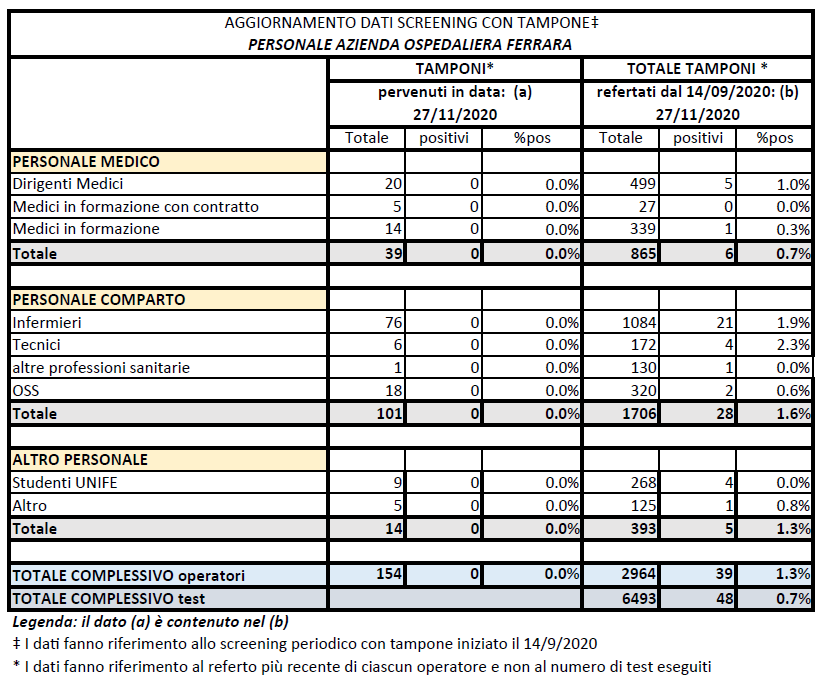 AGGIORNAMENTO DATI SCREENING CON TAMPONE‡
PERSONALE AZIENDA OSPEDALIERA FERRARA
TAMPONI* TOTALE TAMPONI *
pervenuti in data: (a) refertati dal 14/09/2020: (b)
27/11/2020 27/11/2020
Totale positivi %pos Totale positivi %pos
PERSONALE MEDICO
Dirigenti Medici 20 0 0.0% 499 5 1.0%
Medici in formazione con contratto 5 0 0.0% 27 0 0.0%
Medici in formazione 14 0 0.0% 339 1 0.3%
Totale 39 0 0.0% 865 6 0.7%
PERSONALE COMPARTO
Infermieri 76 0 0.0% 1084 21 1.9%
Tecnici 6 0 0.0% 172 4 2.3%
altre professioni sanitarie 1 0 0.0% 130 1 0.0%
OSS 18 0 0.0% 320 2 0.6%
Totale 101 0 0.0% 1706 28 1.6%
ALTRO PERSONALE
Studenti UNIFE 9 0 0.0% 268 4 0.0%
Altro 5 0 0.0% 125 1 0.8%
Totale 14 0 0.0% 393 5 1.3%
TOTALE COMPLESSIVO operatori 154 0 0.0% 2964 39 1.3%
TOTALE COMPLESSIVO test 6493 48 0.7%
Legenda: il dato (a) è contenuto nel (b)
‡ I dati fanno riferimento allo screening periodico con tampone iniziato il 14/9/2020
* I dati fanno riferimento al referto più recente di ciascun operatore e non al numero di test eseguiti